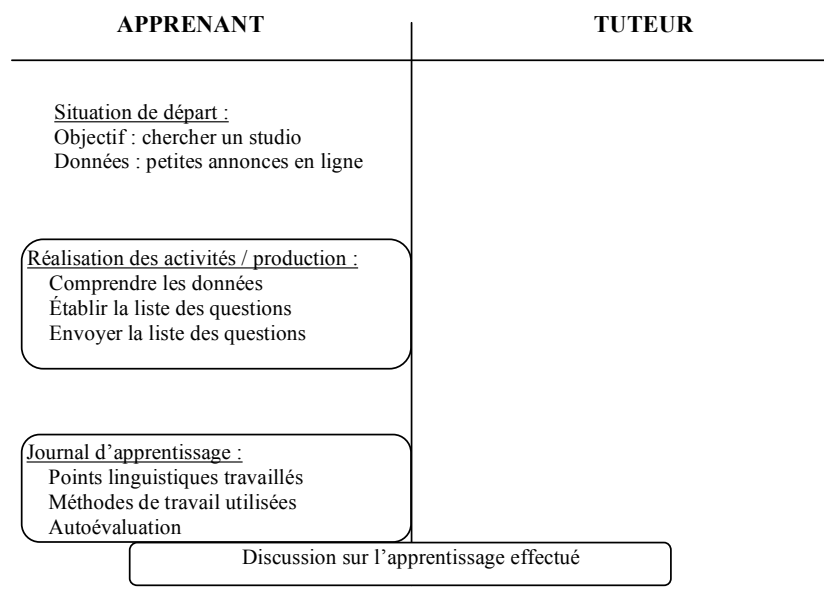 APPRENANT TUTEUR
Situation de départ :
Objectif : chercher un studio
Données : petites annonces en ligne
Réalisation des activités / production :
Comprendre les données
Établir la liste des questions
Envoyer la liste des questions
Journal d’apprentissage :
Points linguistiques travaillés
Méthodes de travail utilisées
Autoévaluation
Discussion sur l’apprentissage effectué